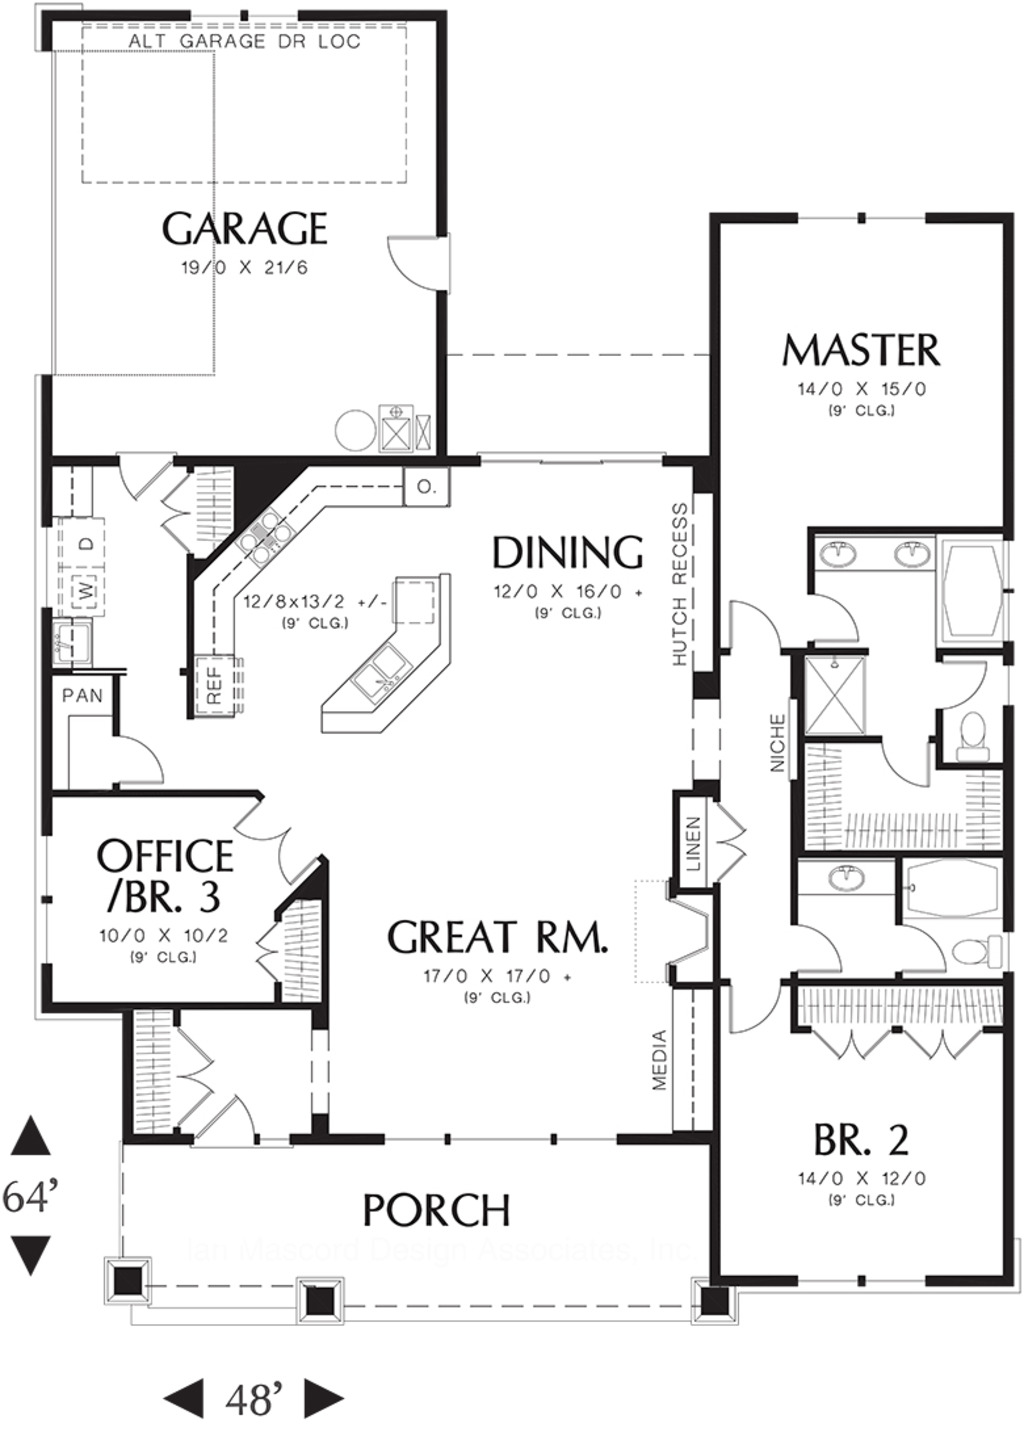 ALT GARAGE DR LOC
GARAGE
19/0 X 21/6
MASTER
14/0 X 15/0
(9' CLG.)
O.
DINING
12/0 X 16/0 +
(9' CLG.)
HUTCH RECESS
D
W
12/8x13/2 +/-
(9' CLG.)
REF
PAN
NICHE
LINEN
OFFICE
/BR. 3
10/0 X 10/2
(9' CLG.)
GREAT RM.
17/0 X 17/0 +
(9' CLG.)
MEDIA
BR. 2
14/0 X 12/0
(9' CLG.)
PORCH
Ian Mascord Design Associates, Inc.
64'
48'